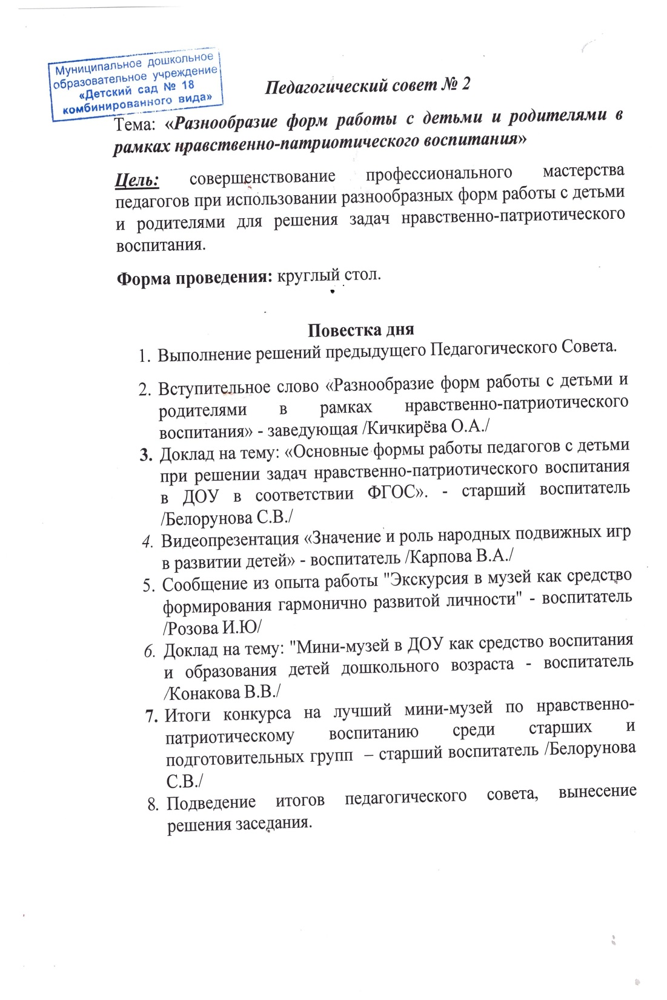 Муниципальное дошкольное
образовательное учреждение
«Детский сад № 18
комбинированного вида»
Педагогический совет № 2
Тема: «Разнообразие форм работы с детьми и родителями в
рамках нравственно-патриотического воспитания»
Цель: совершенствование профессионального мастерства
педагогов при использовании разнообразных форм работы с детьми
и родителями для решения задач нравственно-патриотического
воспитания.
Форма проведения: круглый стол.
Повестка дня
1. Выполнение решений предыдущего Педагогического Совета.
2. Вступительное слово «Разнообразие форм работы с детьми и
родителями в рамках нравственно-патриотического
воспитания» - заведующая /Кичкирёва О.А./
3. Доклад на тему: «Основные формы работы педагогов с детьми
при решении задач нравственно-патриотического воспитания
в ДОУ в соответствии ФГОС». - старший воспитатель
/Белорунова С.В./
4. Видеопрезентация «Значение и роль народных подвижных игр
в развитии детей» - воспитатель /Карпова В.А./
5. Сообщение из опыта работы "Экскурсия в музей как средство
формирования гармонично развитой личности" - воспитатель
/Розова И.Ю/
6. Доклад на тему: "Мини-музей в ДОУ как средство воспитания
и образования детей дошкольного возраста - воспитатель
/Конакова В.В./
7. Итоги конкурса на лучший мини-музей по нравственно-
патриотическому воспитанию среди старших и
подготовительных групп – старший воспитатель /Белорунова
С.В./
8. Подведение итогов педагогического совета, вынесение
решения заседания.